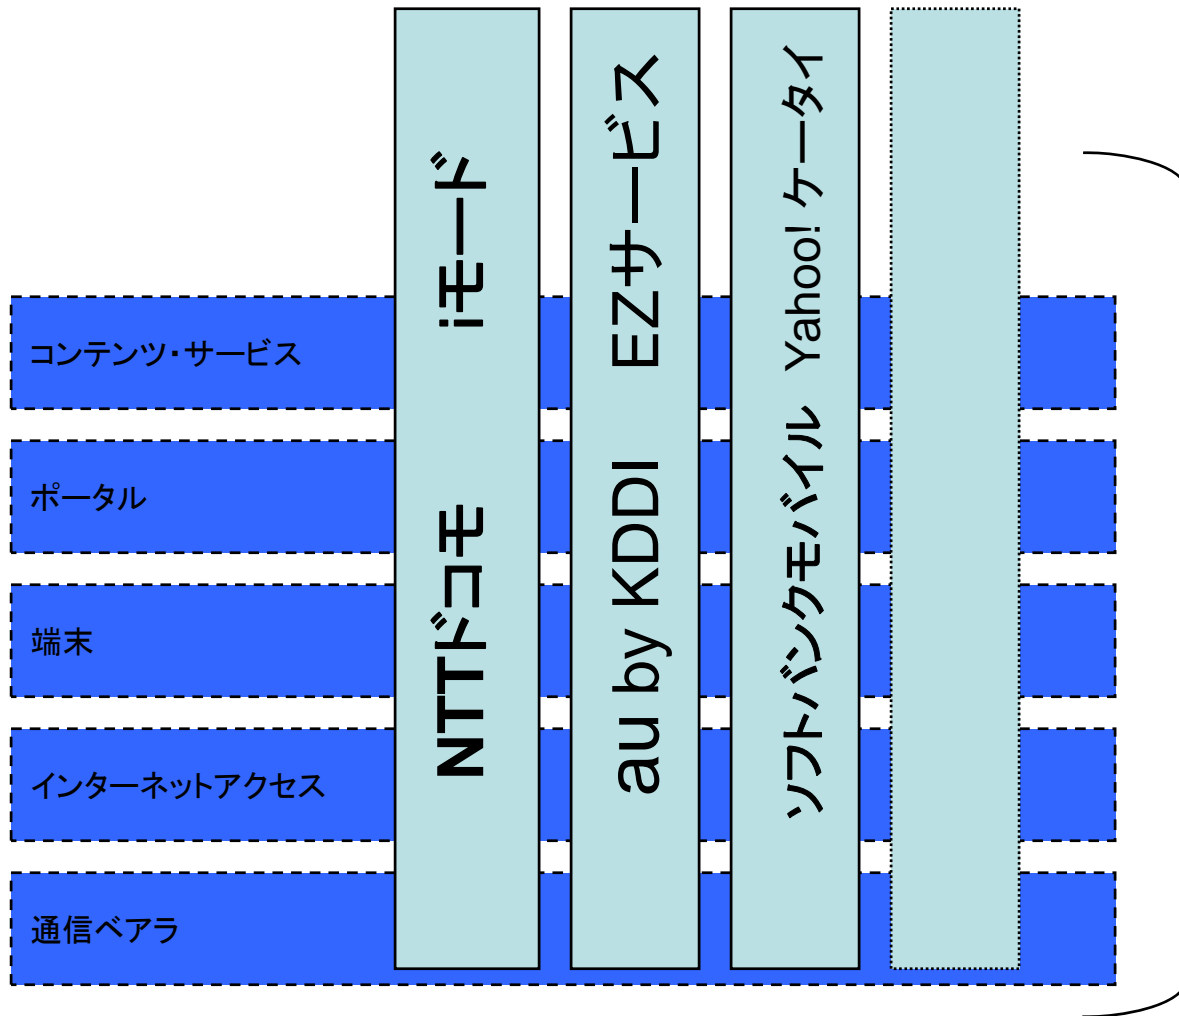 コンテンツ・サービス
ポータル
端末
インターネットアクセス
通信ベアラ
NTTドコモ iモード
au by KDDI EZサービス
ソフトバンクモバイル Yahoo! ケータイ